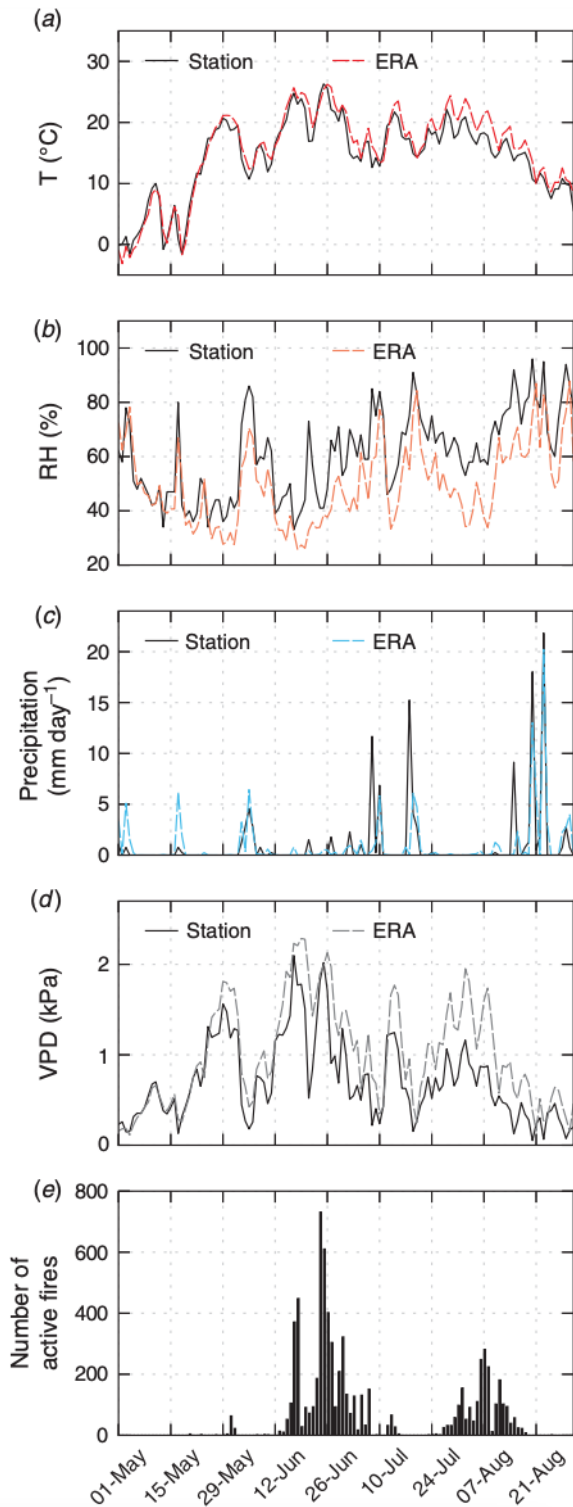 (a)
Station ERA
T (°C)
30
20
10
0
(b)
Station ERA
RH (%)
100
80
60
40
20
(c)
Station ERA
Precipitation
(mm day⁻¹)
20
15
10
5
0
(d)
Station ERA
VPD (kPa)
2
1
0
(e)
Number of
active fires
800
600
400
200
0
01-May 15-May 29-May 12-Jun 26-Jun 10-Jul 24-Jul 07-Aug 21-Aug